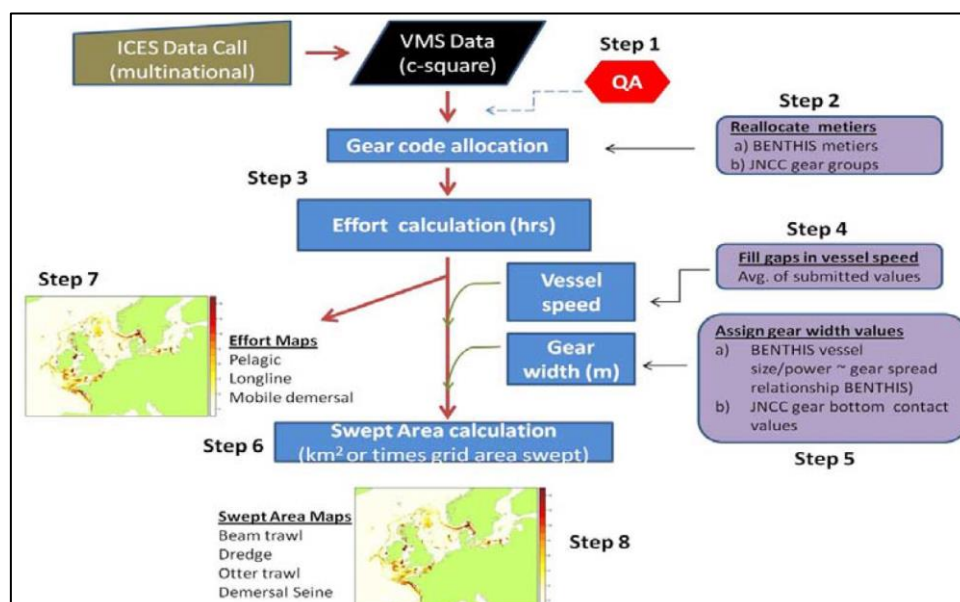 ICES Data Call
(multinational)
VMS Data
(c-square)
Step 1
QA
Step 2
Reallocate metiers
a) BENTHIS metiers
b) JNCC gear groups
Gear code allocation
Step 3
Effort calculation (hrs)
Step 4
Fill gaps in vessel speed
Avg. of submitted values
Vessel
speed
Step 7
Effort Maps
Pelagic
Longline
Mobile demersal
Gear
width (m)
Assign gear width values
a) BENTHIS vessel
size/power ~ gear spread
relationship BENTHIS)
b) JNCC gear bottom contact
values
Step 5
Step 6
Swept Area calculation
(km² or times grid area swept)
Swept Area Maps
Beam trawl
Dredge
Otter trawl
Demersal Seine
Step 8